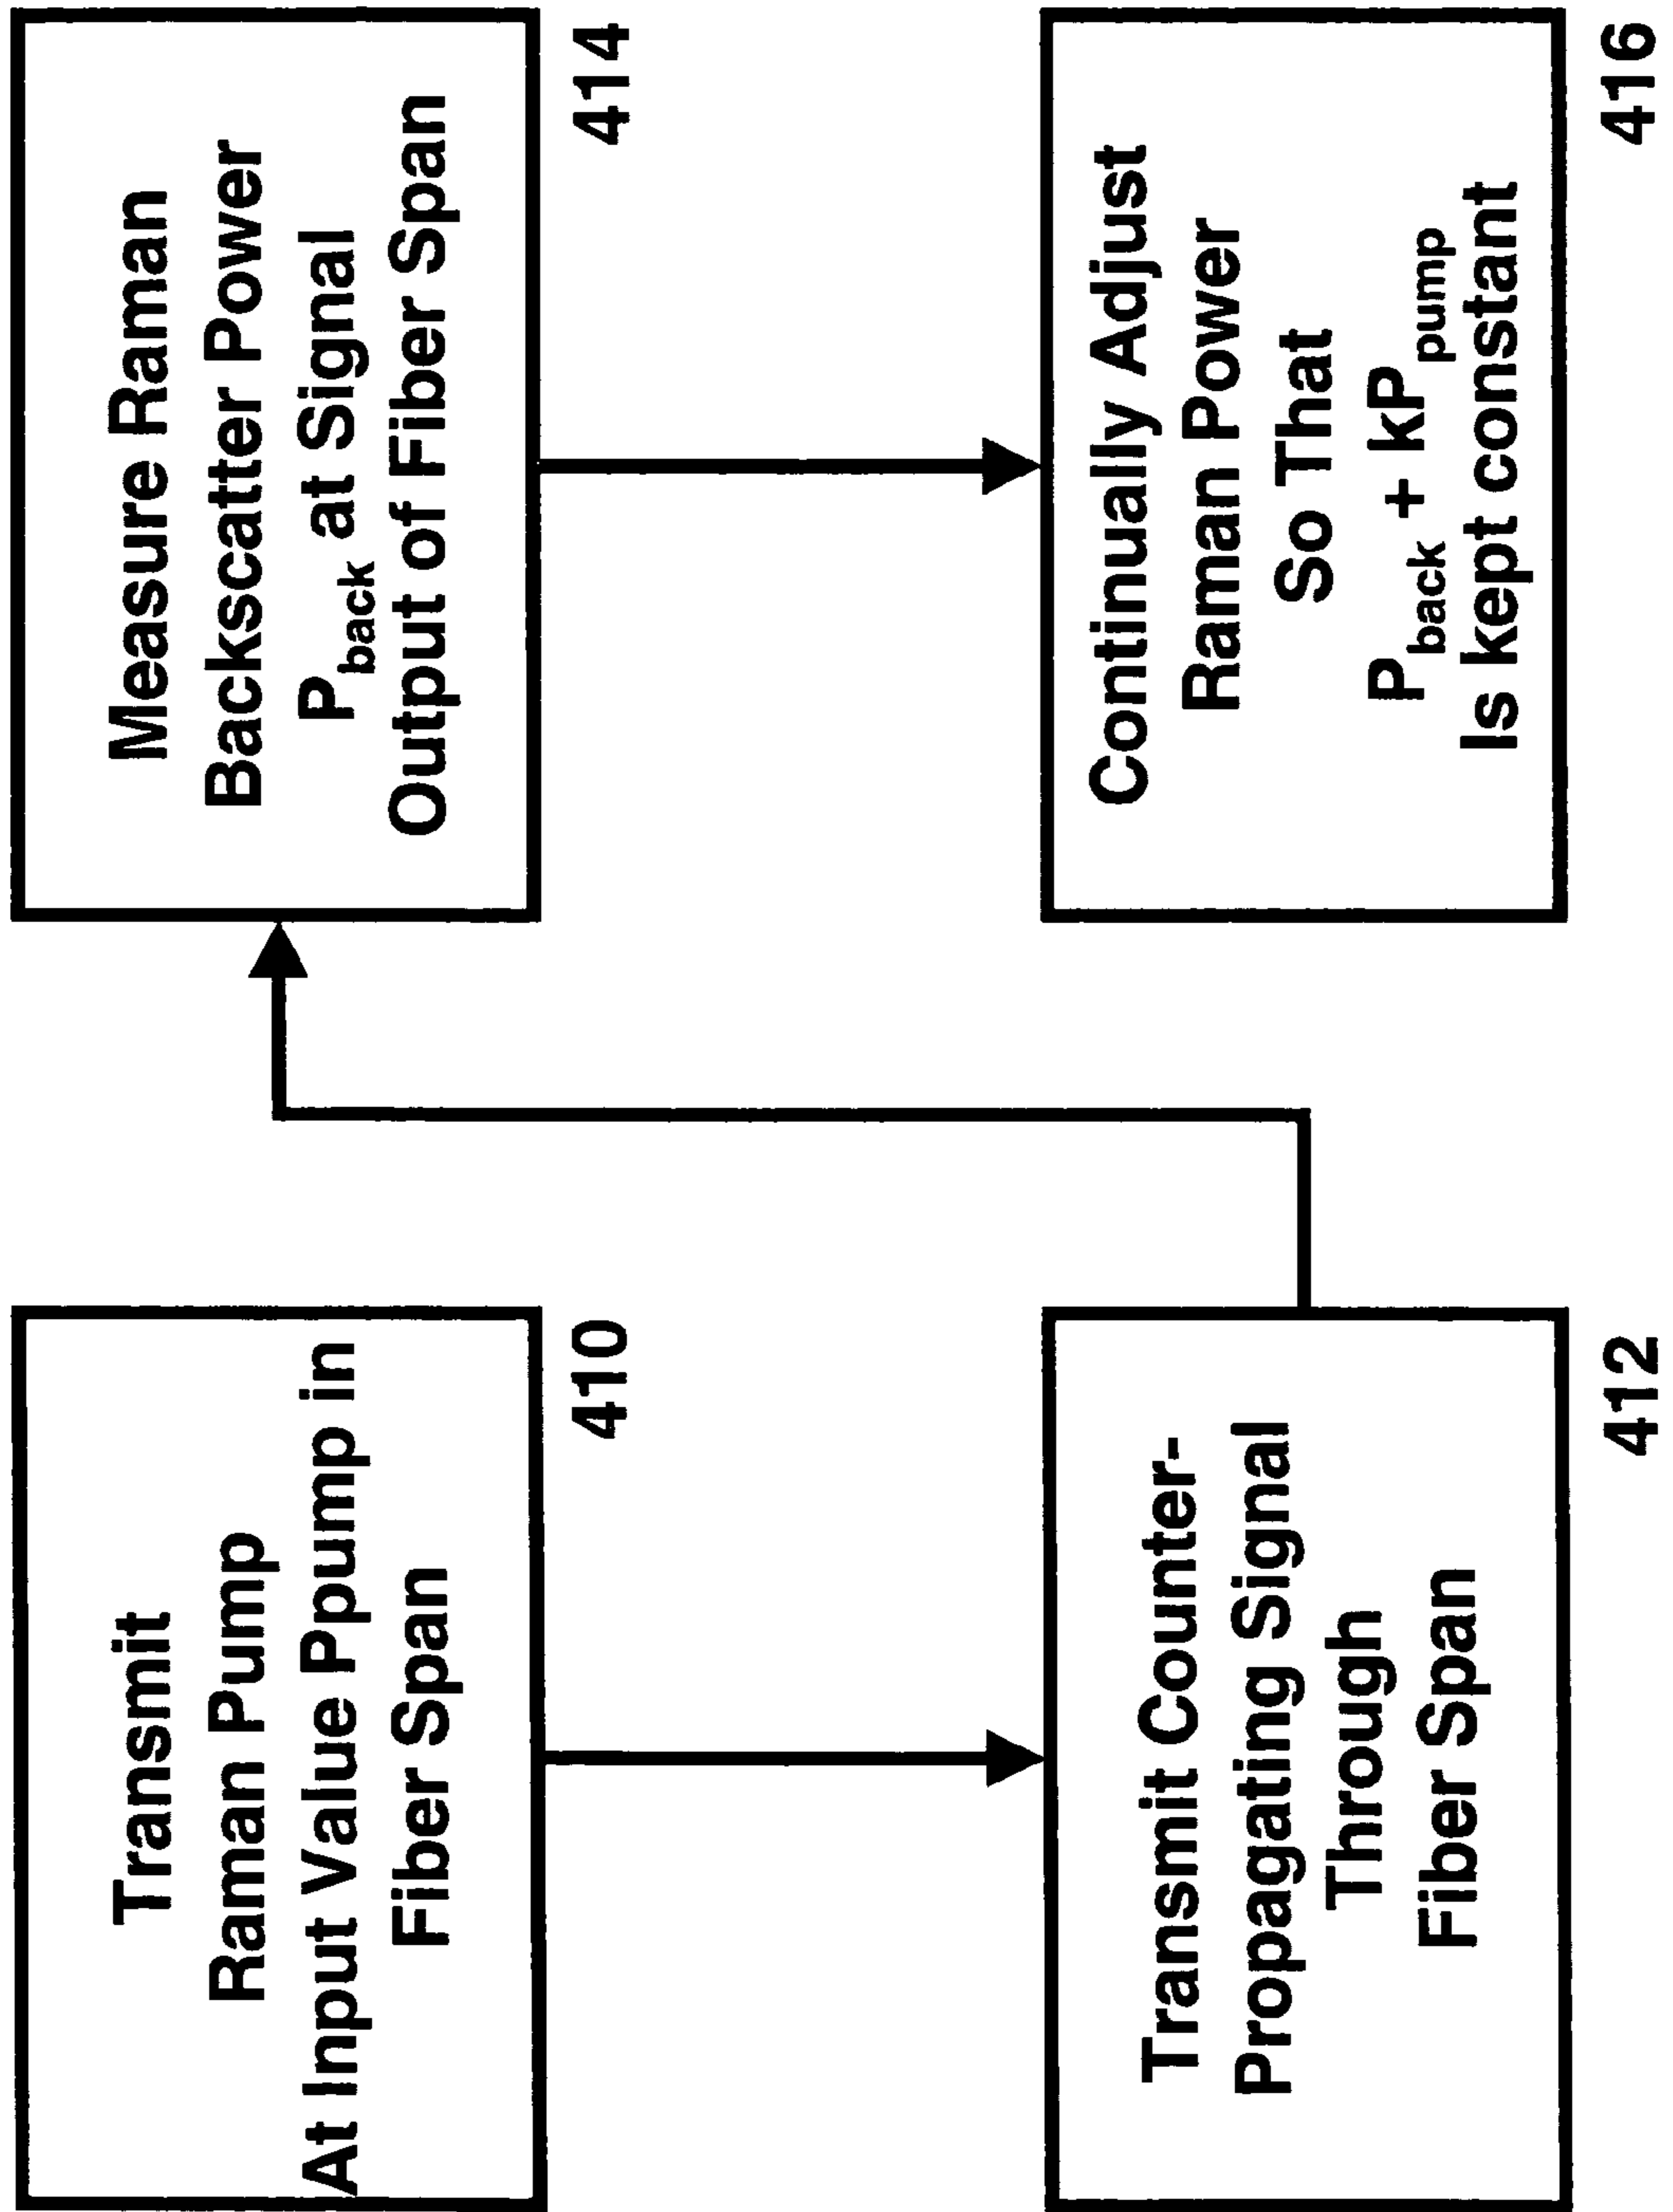 Transmit
Raman Pump
At Input Value Ppump in
Fiber Span
410
Transmit Counter-
Propagating Signal
Through
Fiber Span
412
Measure Raman
Backscatter Power
Pback at Signal
Output of Fiber Span
414
Continually Adjust
Raman Power
So That
Pback + kPpump
Is kept constant
416